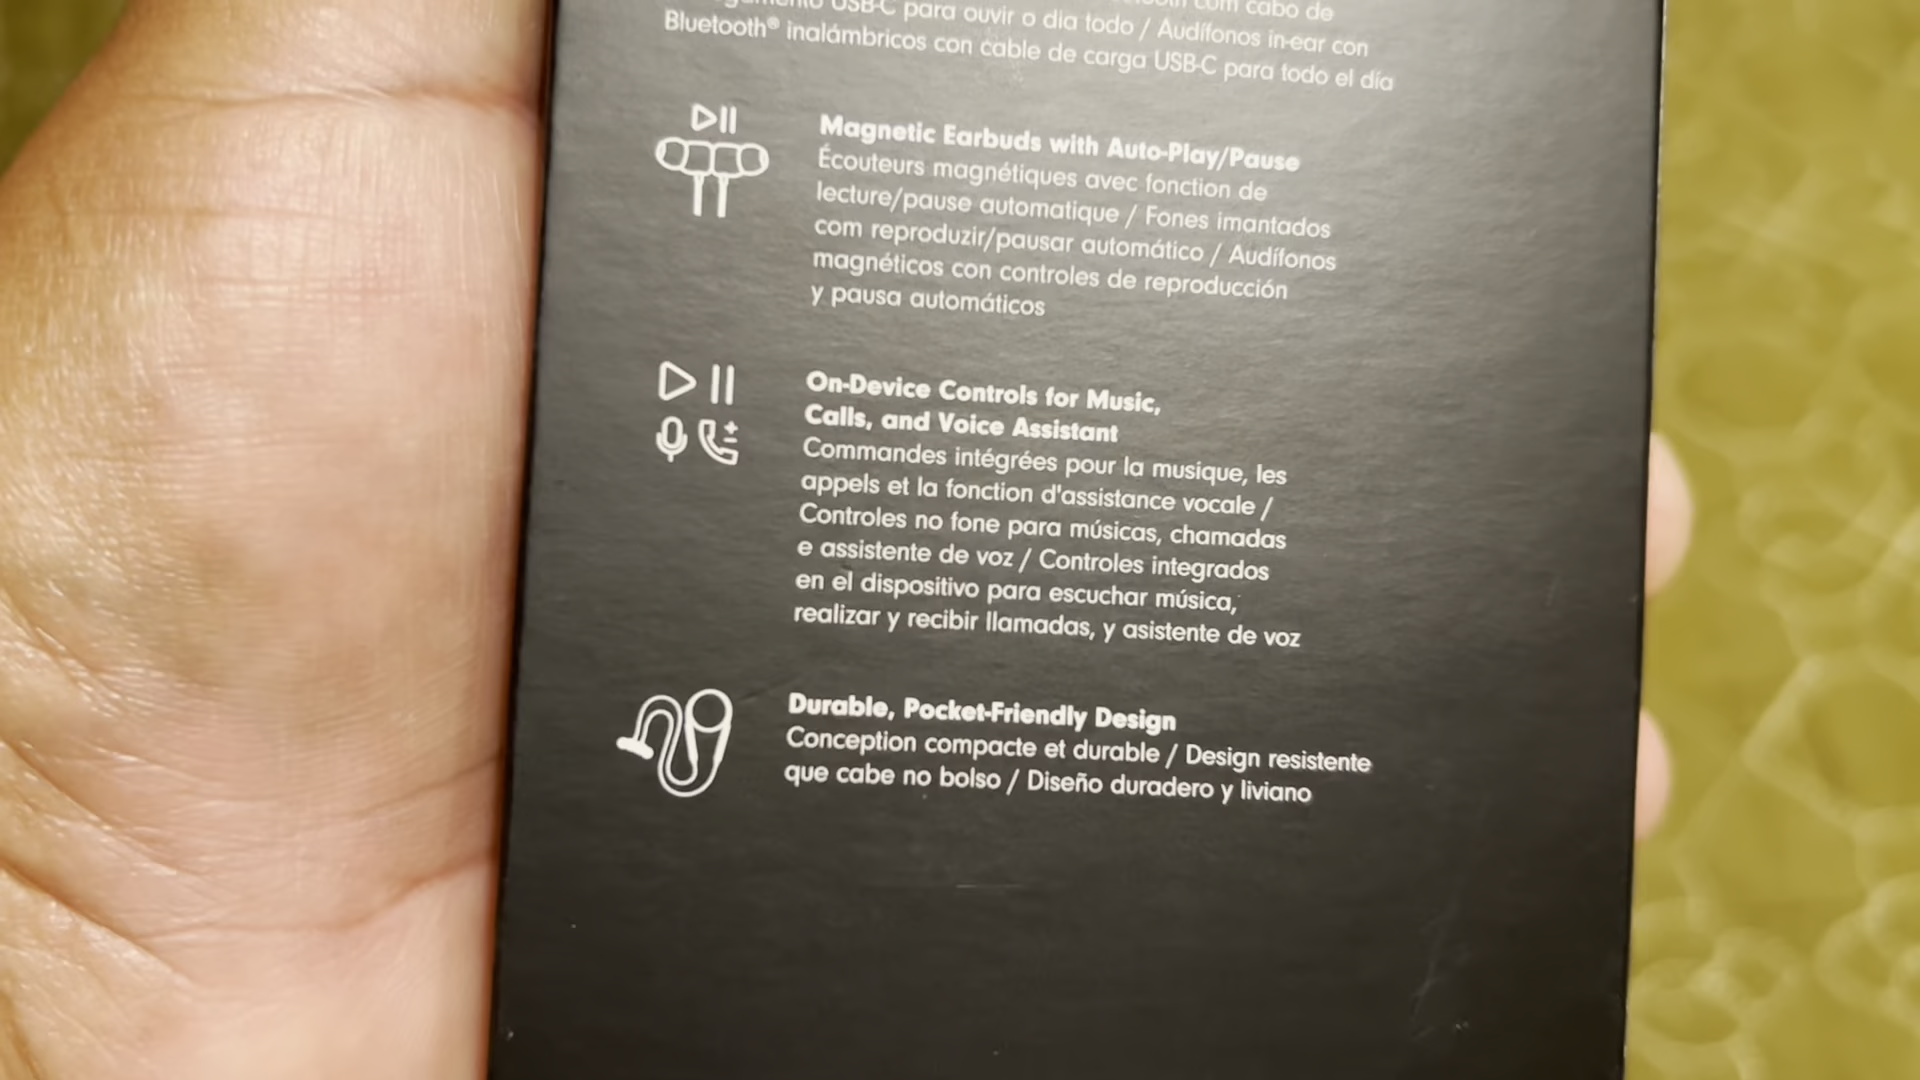 com cabo de
USB-C para ouvir o dia todo / Audífonos in-ear con
Bluetooth® inalámbricos con cable de carga USB-C para todo el día
Magnetic Earbuds with Auto-Play/Pause
Écouteurs magnétiques avec fonction de
lecture/pause automatique / Fones imantados
com reproduzir/pausar automático / Audífonos
magnéticos con controles de reproducción
y pausa automáticos
On-Device Controls for Music,
Calls, and Voice Assistant
Commandes intégrées pour la musique, les
appels et la fonction d'assistance vocale /
Controles no fone para músicas, chamadas
e assistente de voz / Controles integrados
en el dispositivo para escuchar música,
realizar y recibir llamadas, y asistente de voz
Durable, Pocket-Friendly Design
Conception compacte et durable / Design resistente
que cabe no bolso / Diseño duradero y liviano